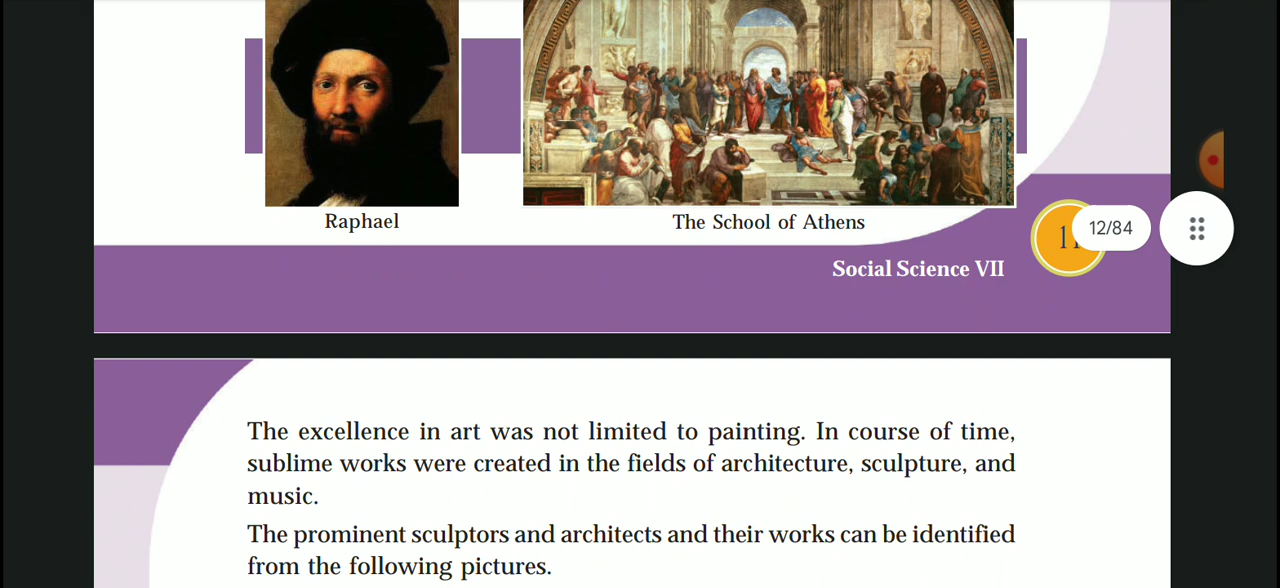 Raphael
The School of Athens
12/84
Social Science VII
The excellence in art was not limited to painting. In course of time,
sublime works were created in the fields of architecture, sculpture, and
music.
The prominent sculptors and architects and their works can be identified
from the following pictures.